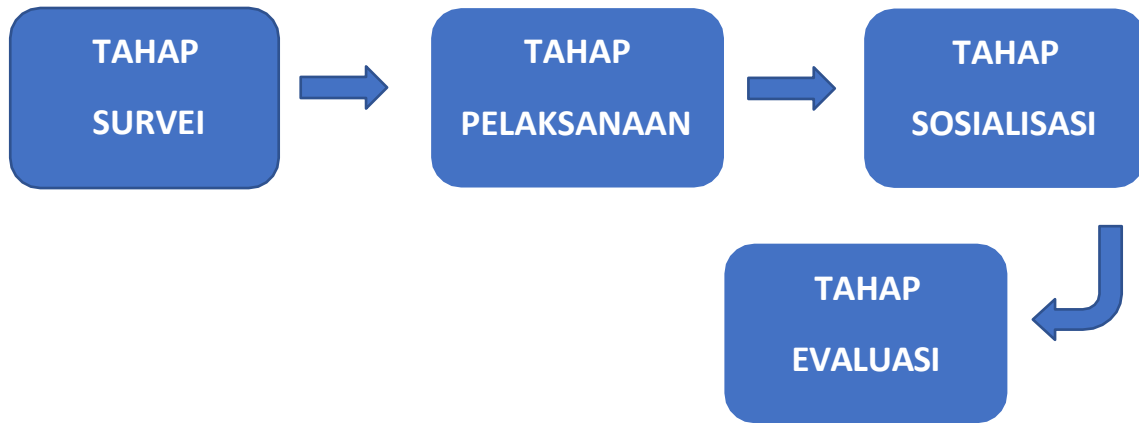 TAHAP
SURVEI
TAHAP
PELAKSANAAN
TAHAP
SOSIALISASI
TAHAP
EVALUASI